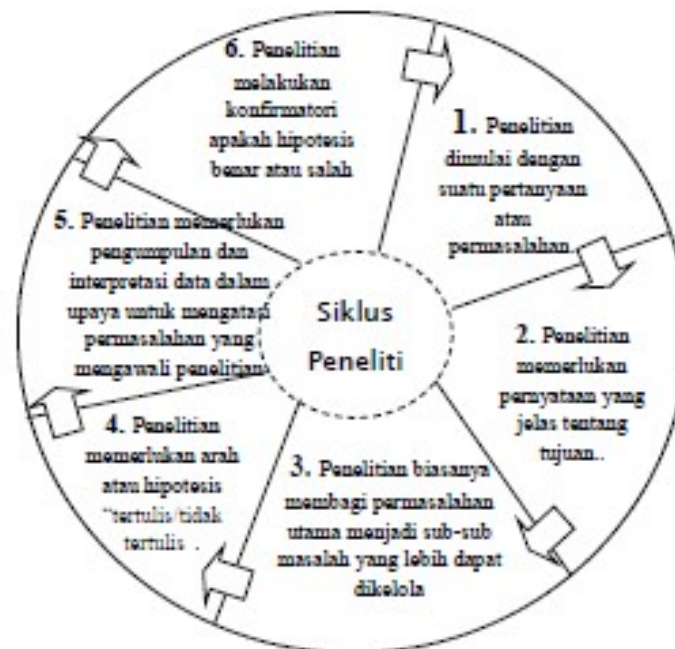 Siklus
Peneliti
1. Penelitian
dimulai dengan
suatu pertanyaan
atau
permasalahan
2. Penelitian
memerlukan
pernyataan yang
jelas tentang
tujuan..
3. Penelitian biasanya
membagi permasalahan
utama menjadi sub-sub
masalah yang lebih dapat
dikelola
4. Penelitian
memerlukan arah
atau hipotesis
"tertulis/tidak
tertulis .
5. Penelitian memerlukan
pengumpulan dan
interpretasi data dalam
upaya untuk mengatasi
permasalahan yang
mengawali penelitian
6. Penelitian
melakukan
konfirmatori
apakah hipotesis
benar atau salah